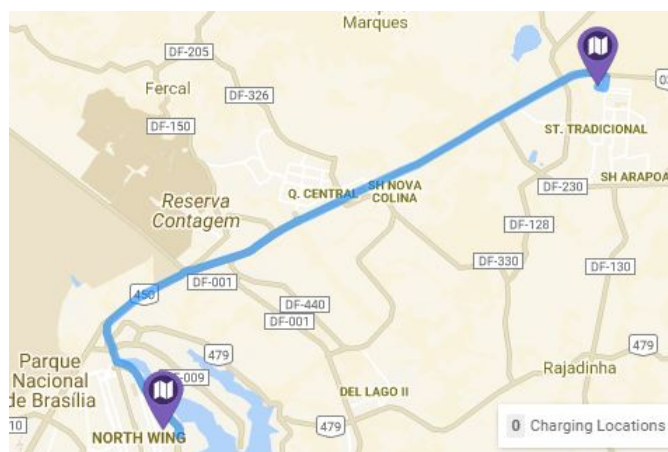 Marques
DF-205
Fercal
DF-326
ST. TRADICIONAL
DF-150
Q. CENTRAL
SH NOVA
COLINA
DF-230
SH ARAPOA
Reserva
Contagem
DF-128
DF-001
DF-330
DF-130
450
DF-440
DF-001
479
479
Parque
Nacional
de Brasília
-009
Rajadinha
DEL LAGO II
479
10
NORTH WING
0 Charging Locations